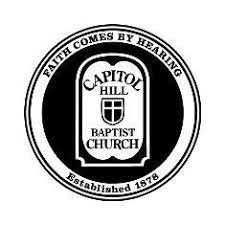 FAITH COMES BY HEARING
CAPITOL
HILL
BAPTIST
CHURCH
Established 1878